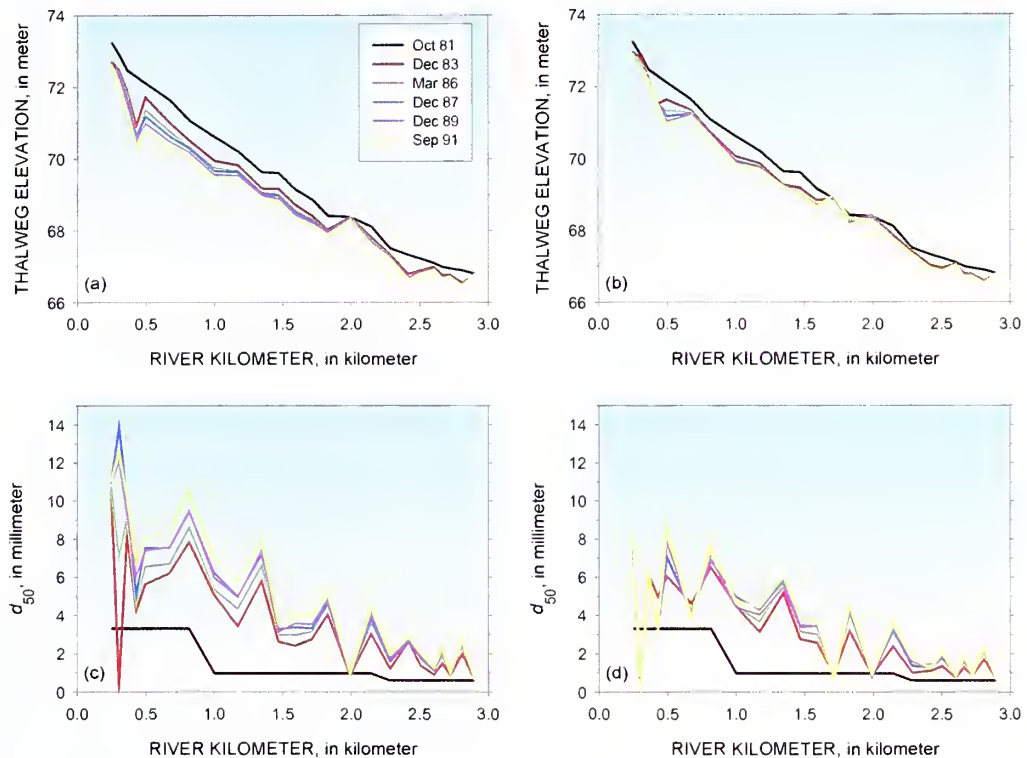 74
72
70
68
66
THALWEG ELEVATION, in meter
Oct 81
Dec 83
Mar 86
Dec 87
Dec 89
Sep 91
(a)
0.0 0.5 1.0 1.5 2.0 2.5 3.0
RIVER KILOMETER, in kilometer
74
72
70
68
66
THALWEG ELEVATION, in meter
(b)
0.0 0.5 1.0 1.5 2.0 2.5 3.0
RIVER KILOMETER, in kilometer
14
12
10
8
6
4
2
0
d50, in millimeter
(c)
0.0 0.5 1.0 1.5 2.0 2.5 3.0
RIVER KILOMETER, in kilometer
14
12
10
8
6
4
2
0
d50, in millimeter
(d)
0.0 0.5 1.0 1.5 2.0 2.5 3.0
RIVER KILOMETER, in kilometer